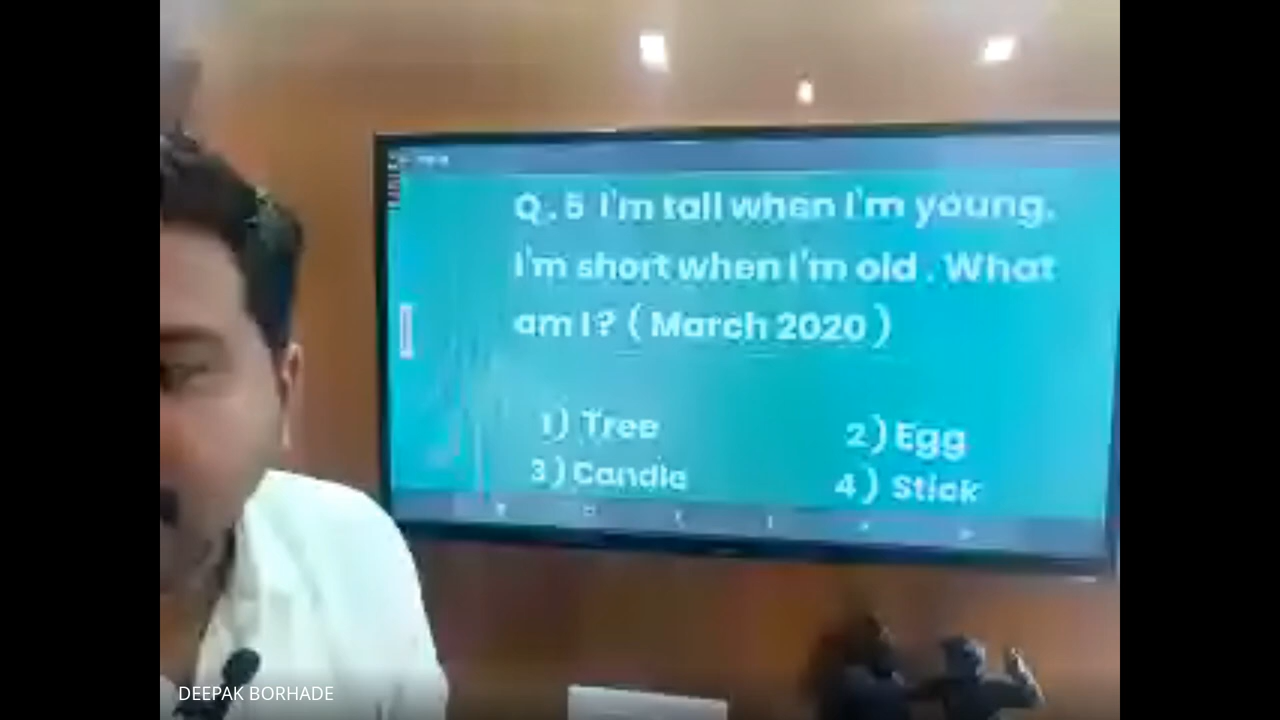 Q.5 I'm tall when I'm young.
I'm short when I'm old . What
am I? ( March 2020 )
1) Tree
2) Egg
3) Candle
4) Stick
DEEPAK BORHADE